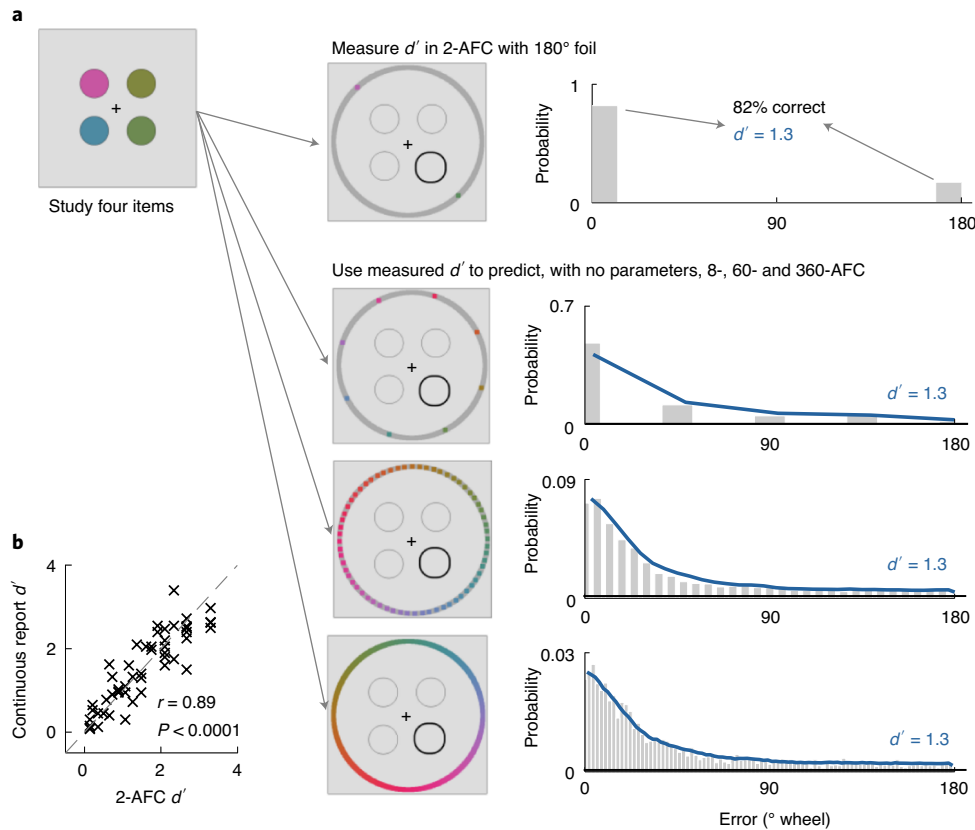 a
Study four items
Measure d′ in 2-AFC with 180° foil
Probability
1
0
82% correct
d′ = 1.3
0 90 180
Use measured d′ to predict, with no parameters, 8-, 60- and 360-AFC
Probability
0.7
0
d′ = 1.3
0 90 180
Probability
0.09
0
d′ = 1.3
0 90 180
Probability
0.03
0
d′ = 1.3
0 90 180
Error (° wheel)
b
Continuous report d′
4
2
0
r = 0.89
P < 0.0001
0 2 4
2-AFC d′